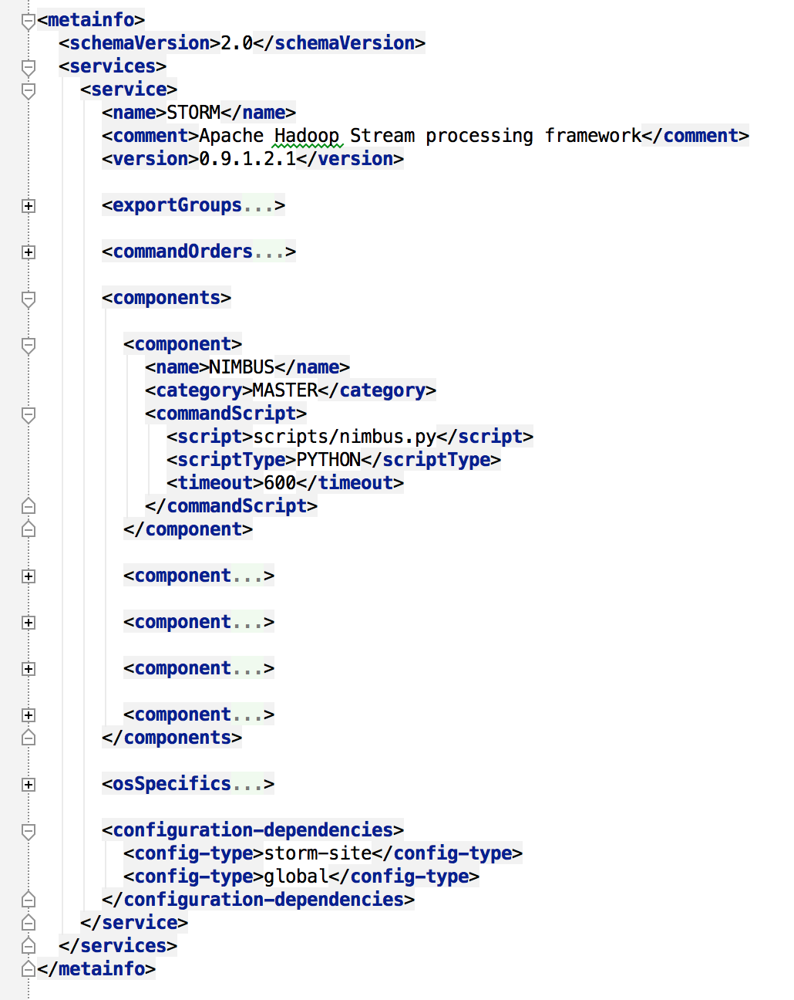 <metainfo>
<schemaVersion>2.0</schemaVersion>
<services>
<service>
<name>STORM</name>
<comment>Apache Hadoop Stream processing framework</comment>
<version>0.9.1.2.1</version>
<exportGroups...>
<commandOrders...>
<components>
<component>
<name>NIMBUS</name>
<category>MASTER</category>
<commandScript>
<script>scripts/nimbus.py</script>
<scriptType>PYTHON</scriptType>
<timeout>600</timeout>
</commandScript>
</component>
<component...>
<component...>
<component...>
<component...>
</components>
<osSpecifics...>
<configuration-dependencies>
<config-type>storm-site</config-type>
<config-type>global</config-type>
</configuration-dependencies>
</service>
</services>
</metainfo>